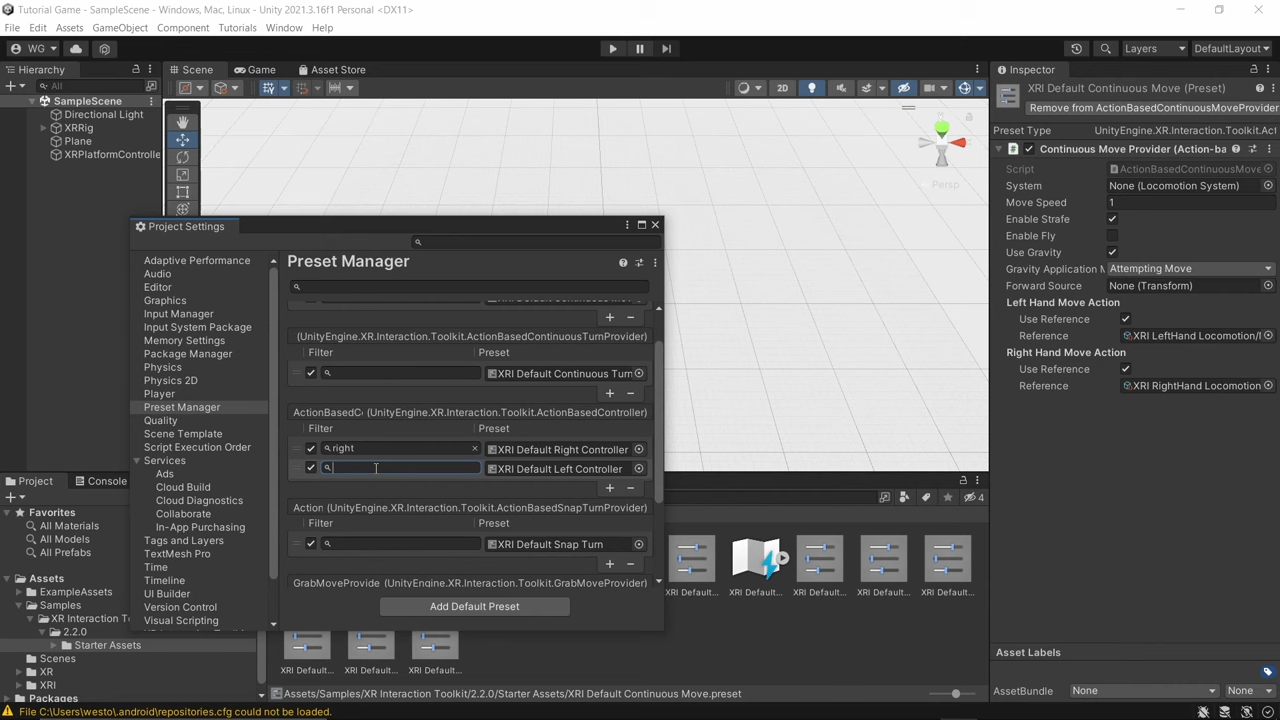 Tutorial Game - SampleScene - Windows, Mac, Linux - Unity 2021.3.16f1 Personal <DX11>
File Edit Assets GameObject Component Tutorials Window Help
WG
Layers
DefaultLayout
Hierarchy
Scene
Game
Asset Store
Inspector
All
2D
SampleScene
Directional Light
XRRig
Plane
XRPlatformControlle
Persp
XRI Default Continuous Move (Preset)
Remove from ActionBasedContinuousMoveProvider
Preset Type UnityEngine.XR.Interaction.Toolkit.Act
Continuous Move Provider (Action-ba
Script ActionBasedContinuousMove
System None (Locomotion System)
Move Speed 1
Enable Strafe
Enable Fly
Use Gravity
Gravity Application M Attempting Move
Forward Source None (Transform)
Left Hand Move Action
Use Reference
Reference XRI LeftHand Locomotion/
Right Hand Move Action
Use Reference
Reference XRI RightHand Locomotion
Project Settings
Adaptive Performance
Audio
Editor
Graphics
Input Manager
Input System Package
Memory Settings
Package Manager
Physics
Physics 2D
Player
Preset Manager
Quality
Scene Template
Script Execution Order
Services
Ads
Cloud Build
Cloud Diagnostics
Collaborate
In-App Purchasing
Tags and Layers
TextMesh Pro
Time
Timeline
UI Builder
Version Control
Visual Scripting
Preset Manager
(UnityEngine.XR.Interaction.Toolkit.ActionBasedContinuousTurnProvider)
Filter Preset
XRI Default Continuous Turn
ActionBasedCo (UnityEngine.XR.Interaction.Toolkit.ActionBasedController)
Filter Preset
right XRI Default Right Controller
XRI Default Left Controller
Action (UnityEngine.XR.Interaction.Toolkit.ActionBasedSnapTurnProvider)
Filter Preset
XRI Default Snap Turn
GrabMoveProvide (UnityEngine.XR.Interaction.Toolkit.GrabMoveProvider)
Add Default Preset
Project
Console
4
Favorites
All Materials
All Models
All Prefabs
Assets
ExampleAssets
Samples
XR Interaction To
2.2.0
Starter Assets
Scenes
XR
XRI
Packages
XRI Default... XRI Default... XRI Default... XRI Default... XRI Default...
XRI Default... XRI Default... XRI Default...
Assets/Samples/XR Interaction Toolkit/2.2.0/Starter Assets/XRI Default Continuous Move.preset
Asset Labels
AssetBundle None None
File C:\Users\westo\.android\repositories.cfg could not be loaded.